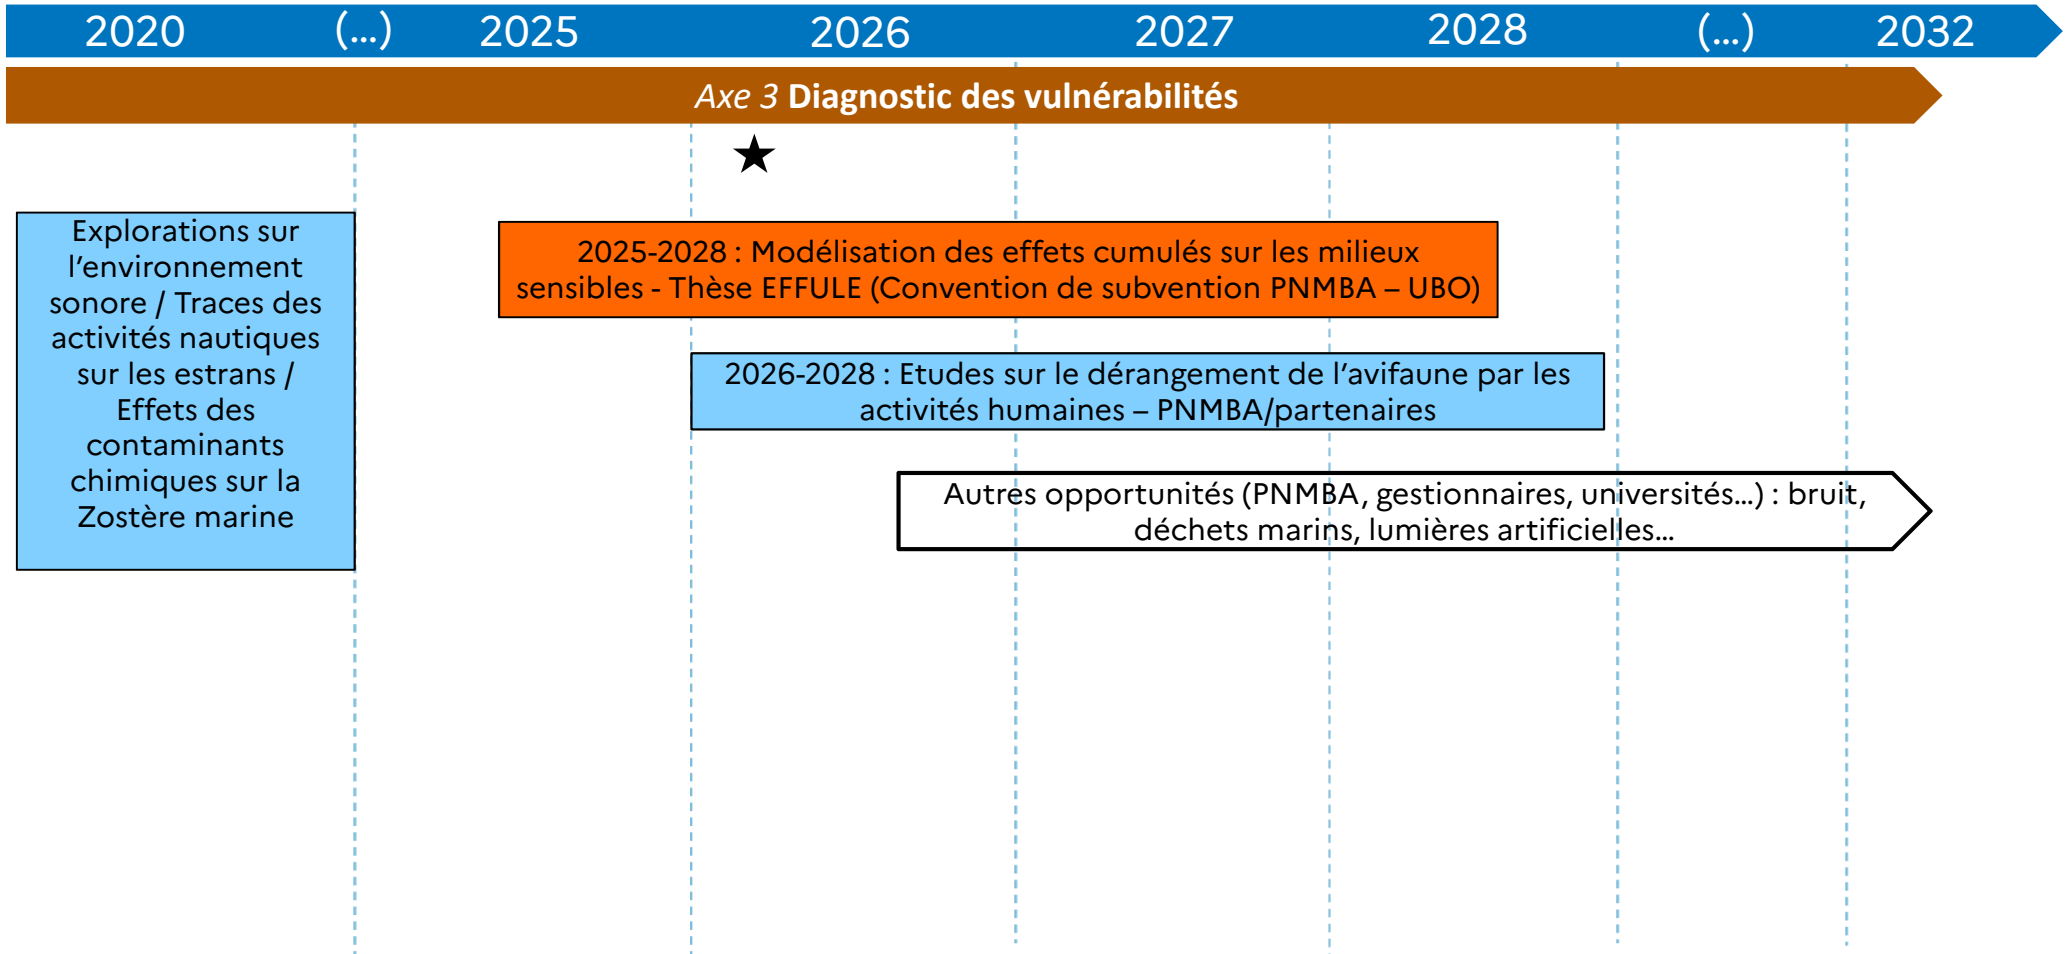 2020 (...) 2025 2026 2027 2028 (...) 2032
Axe 3 Diagnostic des vulnérabilités
Explorations sur
l’environnement
sonore / Traces des
activités nautiques
sur les estrans /
Effets des
contaminants
chimiques sur la
Zostère marine
2025-2028 : Modélisation des effets cumulés sur les milieux
sensibles - Thèse EFFULE (Convention de subvention PNMBA – UBO)
2026-2028 : Etudes sur le dérangement de l’avifaune par les
activités humaines – PNMBA/partenaires
Autres opportunités (PNMBA, gestionnaires, universités…) : bruit,
déchets marins, lumières artificielles…